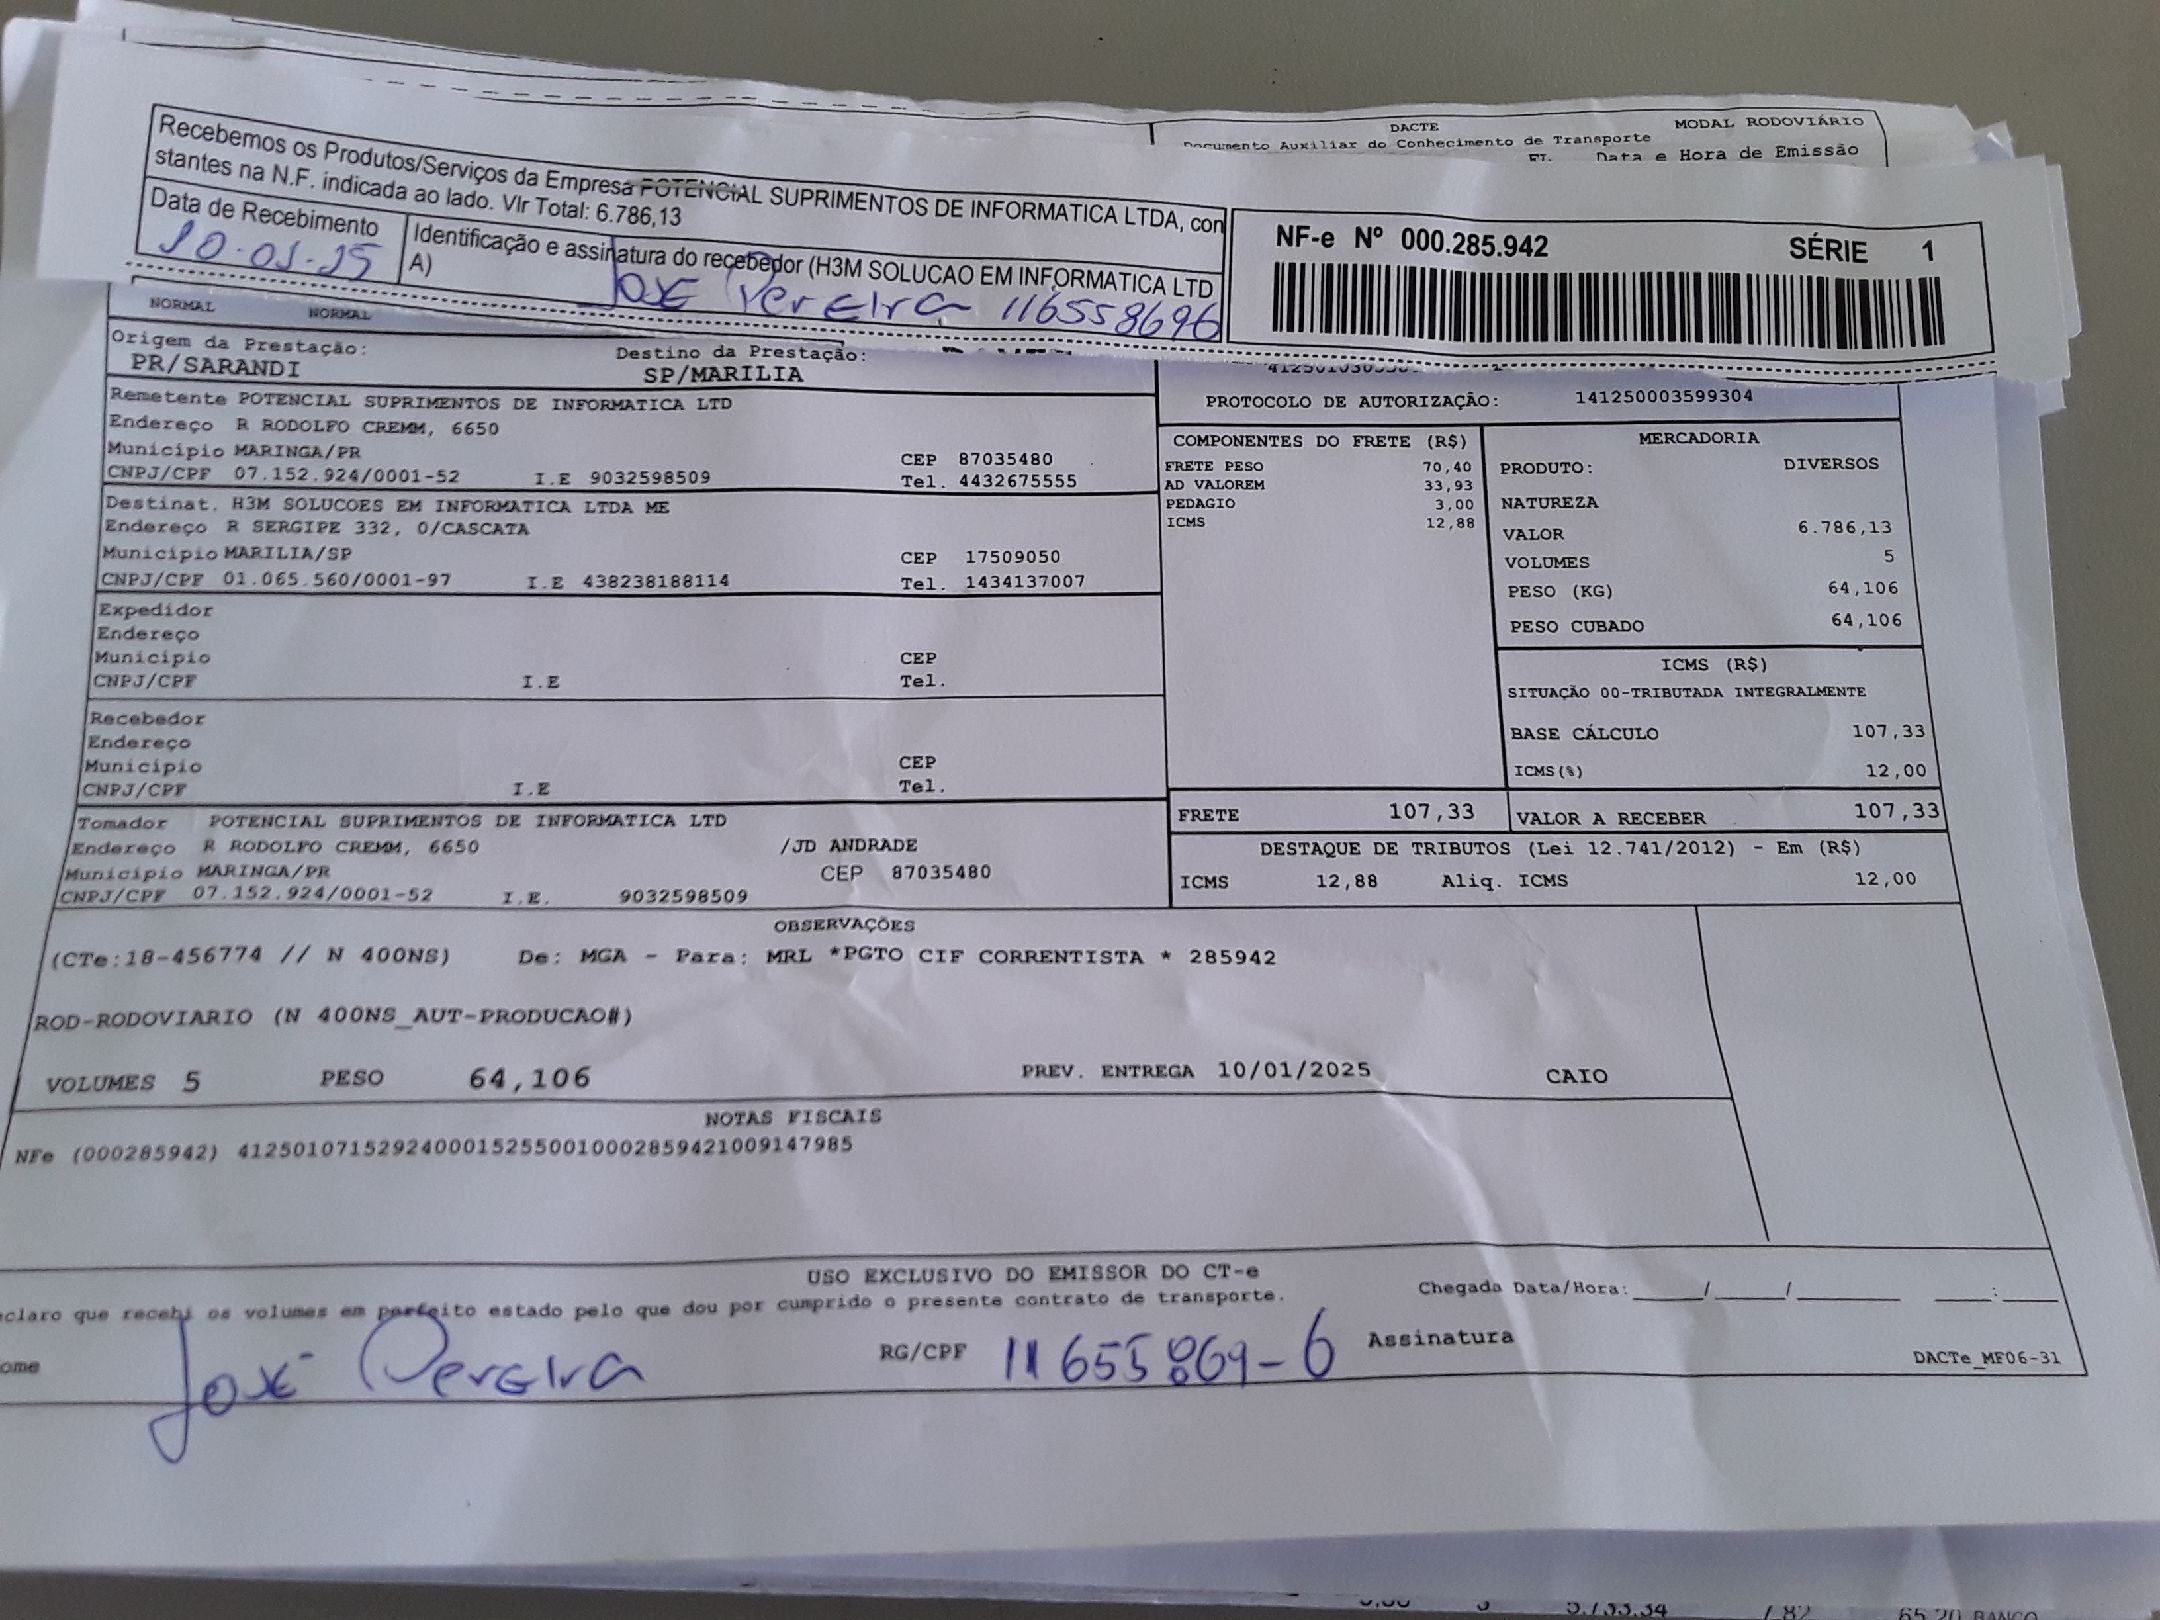 DACTE MODAL RODOVIÁRIO
Documento Auxiliar do Conhecimento de Transporte
FL. Data e Hora de Emissão
Recebemos os Produtos/Serviços da Empresa POTENCIAL SUPRIMENTOS DE INFORMATICA LTDA, con
stantes na N.F. indicada ao lado. Vlr Total: 6.786,13
Data de Recebimento
10-01-25
Identificação e assinatura do recebedor (H3M SOLUCAO EM INFORMATICA LTD
A)
José Pereira 116558696
NF-e Nº 000.285.942 SÉRIE 1
NORMAL NORMAL
Origem da Prestação: Destino da Prestação:
PR/SARANDI SP/MARILIA
Remetente POTENCIAL SUPRIMENTOS DE INFORMATICA LTD
Endereço R RODOLFO CREMM, 6650
Município MARINGA/PR CEP 87035480
CNPJ/CPF 07.152.924/0001-52 I.E 9032598509 Tel. 4432675555
Destinat. H3M SOLUCOES EM INFORMATICA LTDA ME
Endereço R SERGIPE 332, 0/CASCATA
Município MARILIA/SP CEP 17509050
CNPJ/CPF 01.065.560/0001-97 I.E 438238188114 Tel. 1434137007
Expedidor
Endereço
Município CEP
CNPJ/CPF I.E Tel.
Recebedor
Endereço
Município CEP
CNPJ/CPF I.E Tel.
Tomador POTENCIAL SUPRIMENTOS DE INFORMATICA LTD
Endereço R RODOLFO CREMM, 6650 /JD ANDRADE
Município MARINGA/PR CEP 87035480
CNPJ/CPF 07.152.924/0001-52 I.E. 9032598509
PROTOCOLO DE AUTORIZAÇÃO: 141250003599304
COMPONENTES DO FRETE (R$)
FRETE PESO 70,40
AD VALOREM 33,93
PEDAGIO 3,00
ICMS 12,88
MERCADORIA
PRODUTO: DIVERSOS
NATUREZA
VALOR 6.786,13
VOLUMES 5
PESO (KG) 64,106
PESO CUBADO 64,106
ICMS (R$)
SITUAÇÃO 00-TRIBUTADA INTEGRALMENTE
BASE CÁLCULO 107,33
ICMS(%) 12,00
FRETE 107,33 VALOR A RECEBER 107,33
DESTAQUE DE TRIBUTOS (Lei 12.741/2012) - Em (R$)
ICMS 12,88 Aliq. ICMS 12,00
OBSERVAÇÕES
(CTe:18-456774 // N 400NS) De: MGA - Para: MRL *PGTO CIF CORRENTISTA * 285942
ROD-RODOVIARIO (N 400NS_AUT-PRODUCAO#)
VOLUMES 5 PESO 64,106 PREV. ENTREGA 10/01/2025 CAIO
NOTAS FISCAIS
NFe (000285942) 41250107152924000152550010002859421009147985
USO EXCLUSIVO DO EMISSOR DO CT-e
claro que recebi os volumes em perfeito estado pelo que dou por cumprido o presente contrato de transporte. Chegada Data/Hora:____/____/______ ___:___
ome José Pereira RG/CPF 11655869-6 Assinatura
DACTe_MF06-31